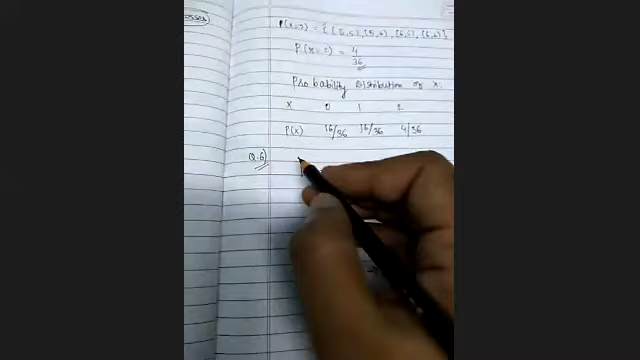 P(x=2) = { (5,5), (5,6), (6,5), (6,6)}
P(x=2) = 4/36
Probability Distribution of X.
X 0 1 2
P(X) 16/36 16/36 4/36
Q.6)